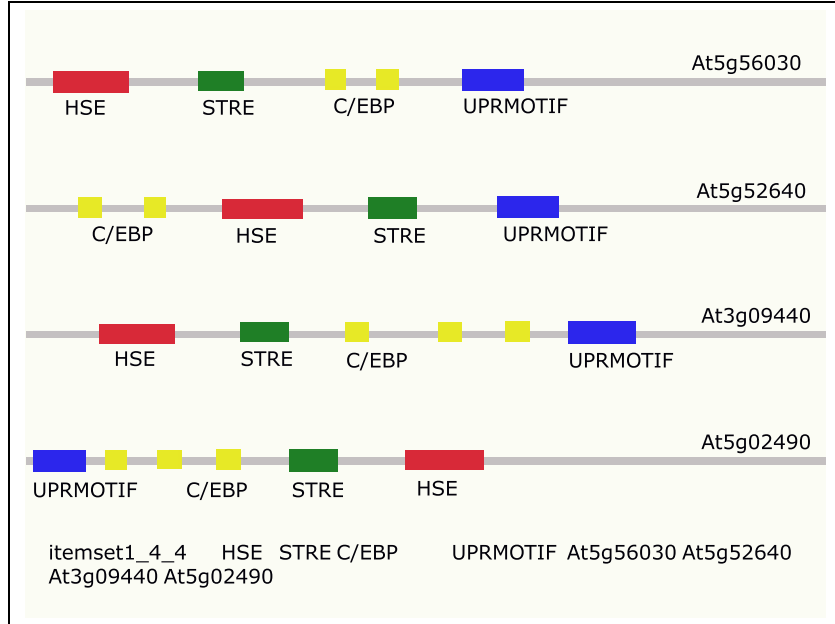 At5g56030
HSE STRE C/EBP UPRMOTIF
At5g52640
C/EBP HSE STRE UPRMOTIF
At3g09440
HSE STRE C/EBP UPRMOTIF
At5g02490
UPRMOTIF C/EBP STRE HSE
itemset1_4_4 HSE STRE C/EBP UPRMOTIF At5g56030 At5g52640
At3g09440 At5g02490